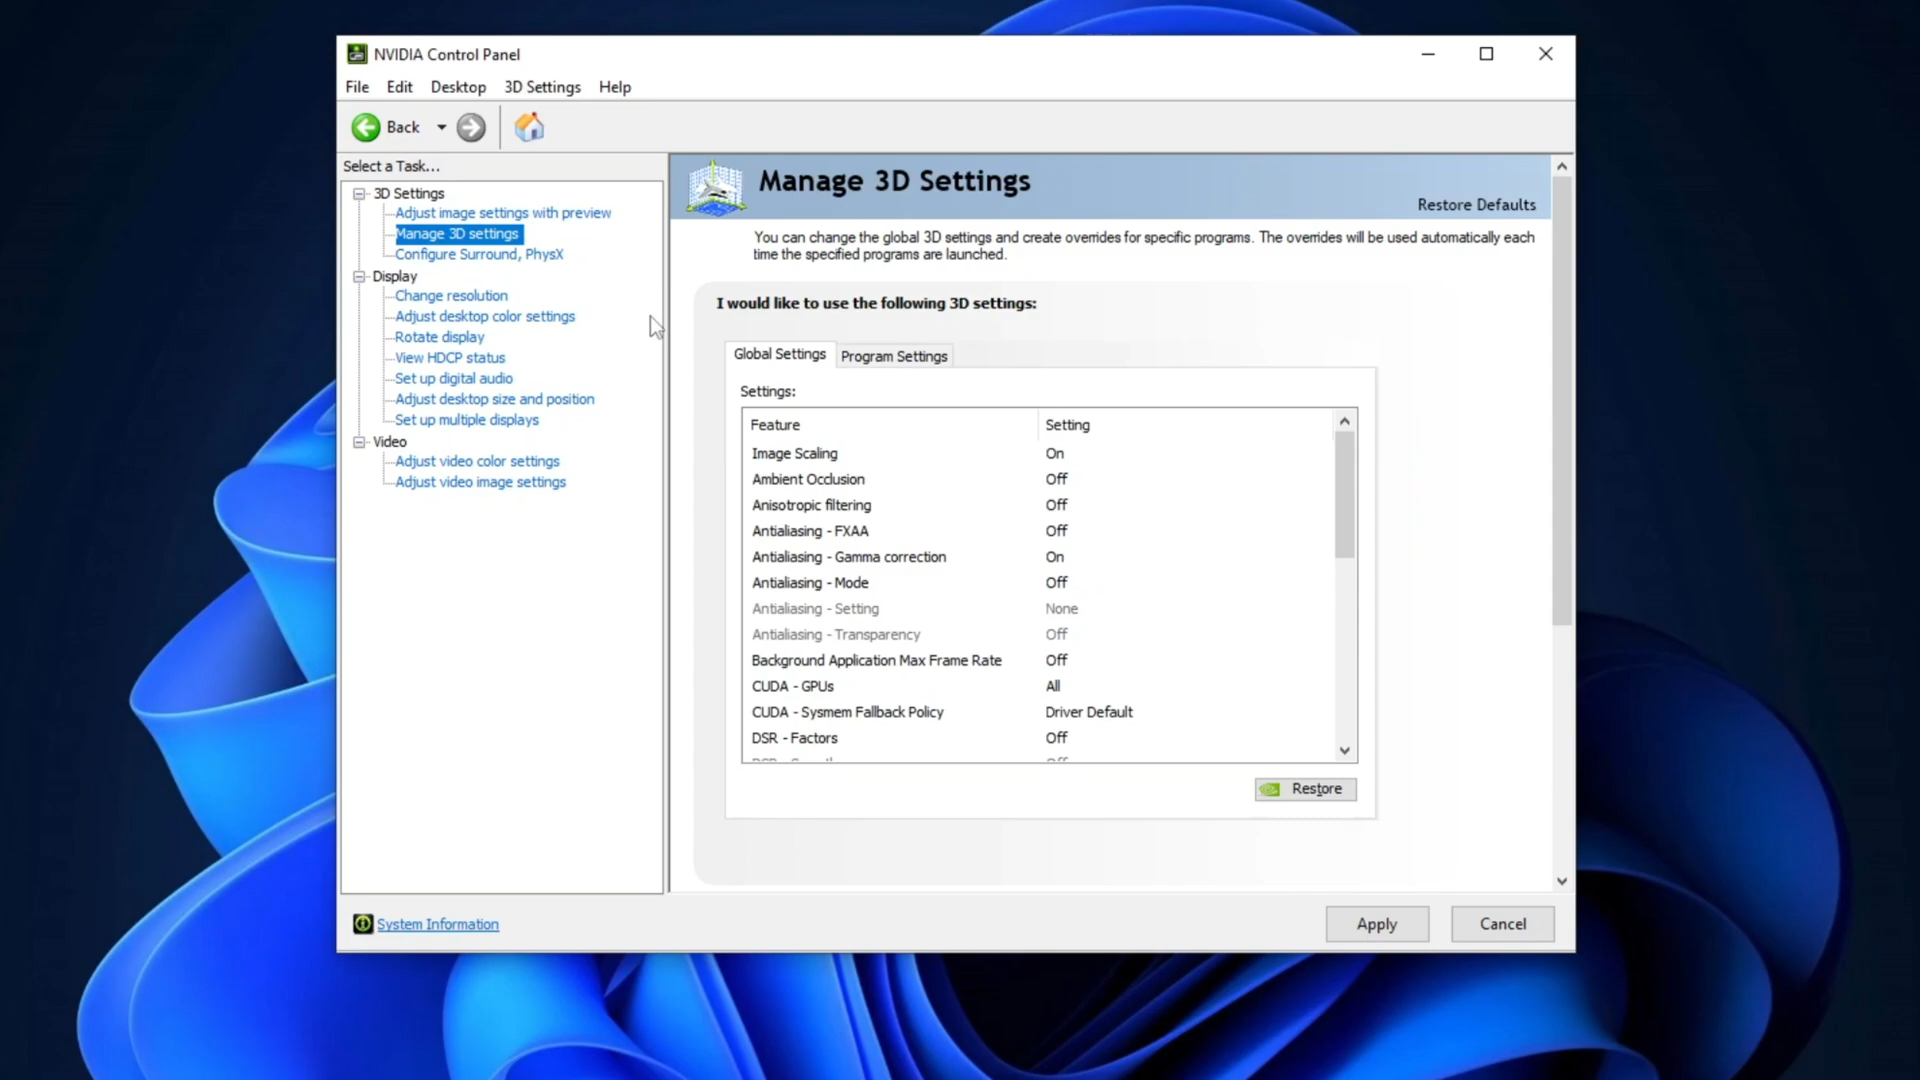 NVIDIA Control Panel
File Edit Desktop 3D Settings Help
Back
Select a Task...
3D Settings
Adjust image settings with preview
Manage 3D settings
Configure Surround, PhysX
Display
Change resolution
Adjust desktop color settings
Rotate display
View HDCP status
Set up digital audio
Adjust desktop size and position
Set up multiple displays
Video
Adjust video color settings
Adjust video image settings
System Information
Manage 3D Settings
Restore Defaults
You can change the global 3D settings and create overrides for specific programs. The overrides will be used automatically each
time the specified programs are launched.
I would like to use the following 3D settings:
Global Settings Program Settings
Settings:
Feature Setting
Image Scaling On
Ambient Occlusion Off
Anisotropic filtering Off
Antialiasing - FXAA Off
Antialiasing - Gamma correction On
Antialiasing - Mode Off
Antialiasing - Setting None
Antialiasing - Transparency Off
Background Application Max Frame Rate Off
CUDA - GPUs All
CUDA - Sysmem Fallback Policy Driver Default
DSR - Factors Off
Restore
Apply Cancel